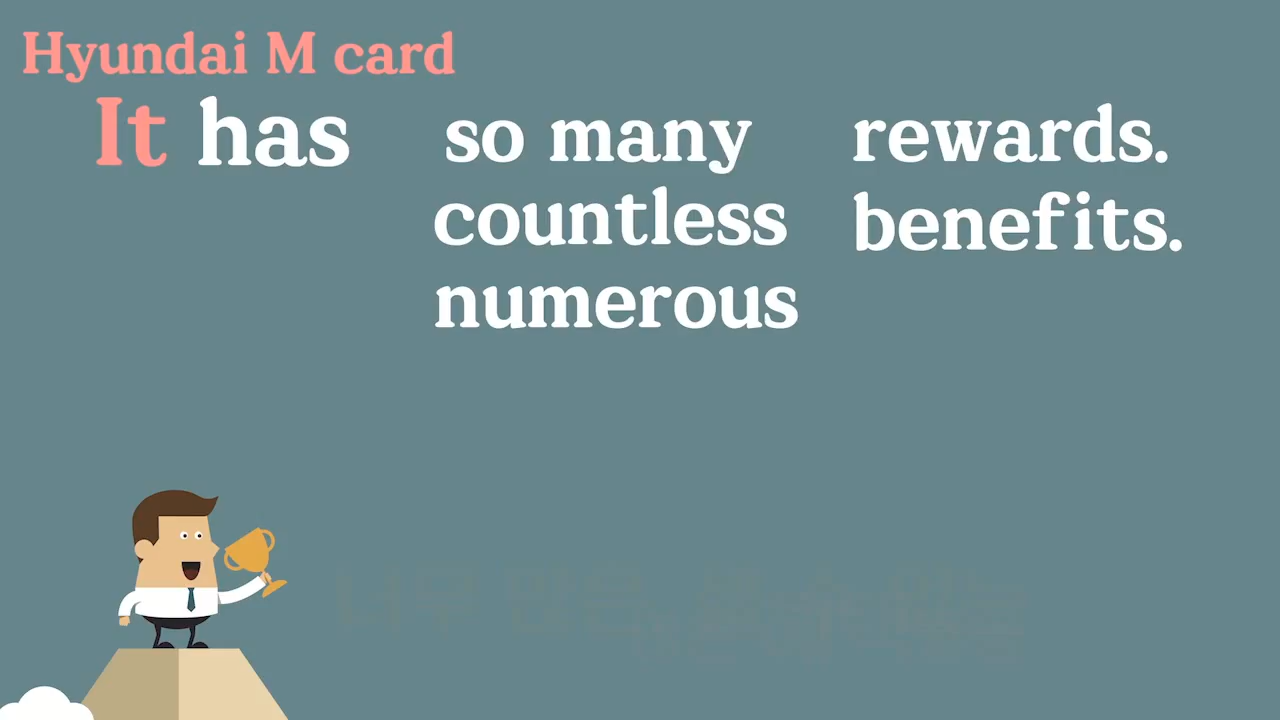 Hyundai M card
It has so many rewards.
countless benefits.
numerous